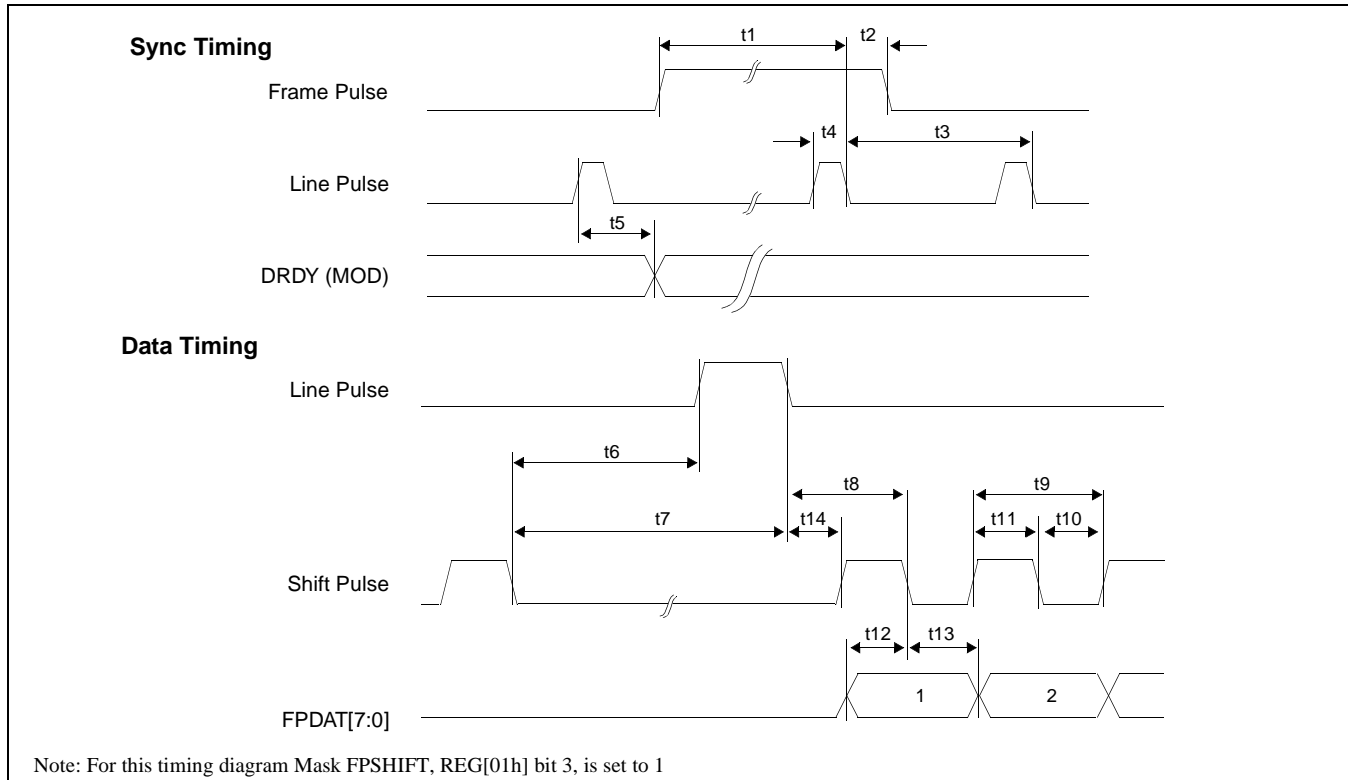 Sync Timing
t1
t2
Frame Pulse
t4
t3
Line Pulse
t5
DRDY (MOD)
Data Timing
Line Pulse
t6
t8
t9
t7
t14
t11
t10
Shift Pulse
t12
t13
1
2
FPDAT[7:0]
Note: For this timing diagram Mask FPSHIFT, REG[01h] bit 3, is set to 1